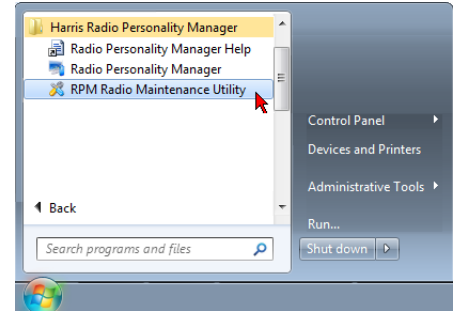 Harris Radio Personality Manager
Radio Personality Manager Help
Radio Personality Manager
RPM Radio Maintenance Utility
Back
Search programs and files
Control Panel
Devices and Printers
Administrative Tools
Run...
Shut down